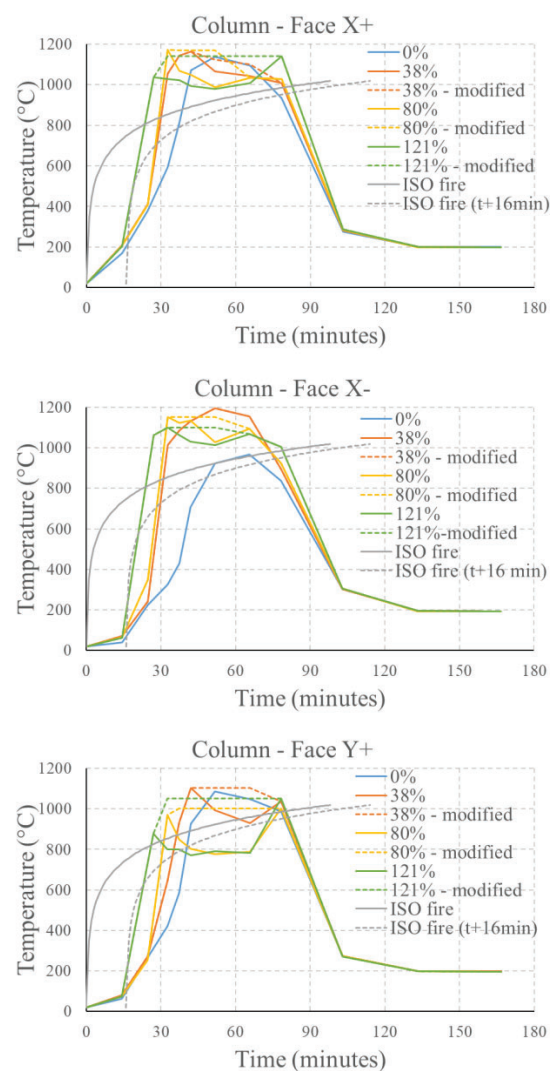 Column - Face X+
1200
1000
800
600
400
200
0
Temperature (°C)
0 30 60 90 120 150 180
Time (minutes)
0%
38%
38% - modified
80%
80% - modified
121%
121% - modified
ISO fire
ISO fire (t+16min)
Column - Face X-
1200
1000
800
600
400
200
0
Temperature (°C)
0 30 60 90 120 150 180
Time (minutes)
0%
38%
38% - modified
80%
80% - modified
121%
121%-modified
ISO fire
ISO fire (t+16 min)
Column - Face Y+
1200
1000
800
600
400
200
0
Temperature (°C)
0 30 60 90 120 150 180
Time (minutes)
0%
38%
38% - modified
80%
80% - modified
121%
121% - modified
ISO fire
ISO fire (t+16min)